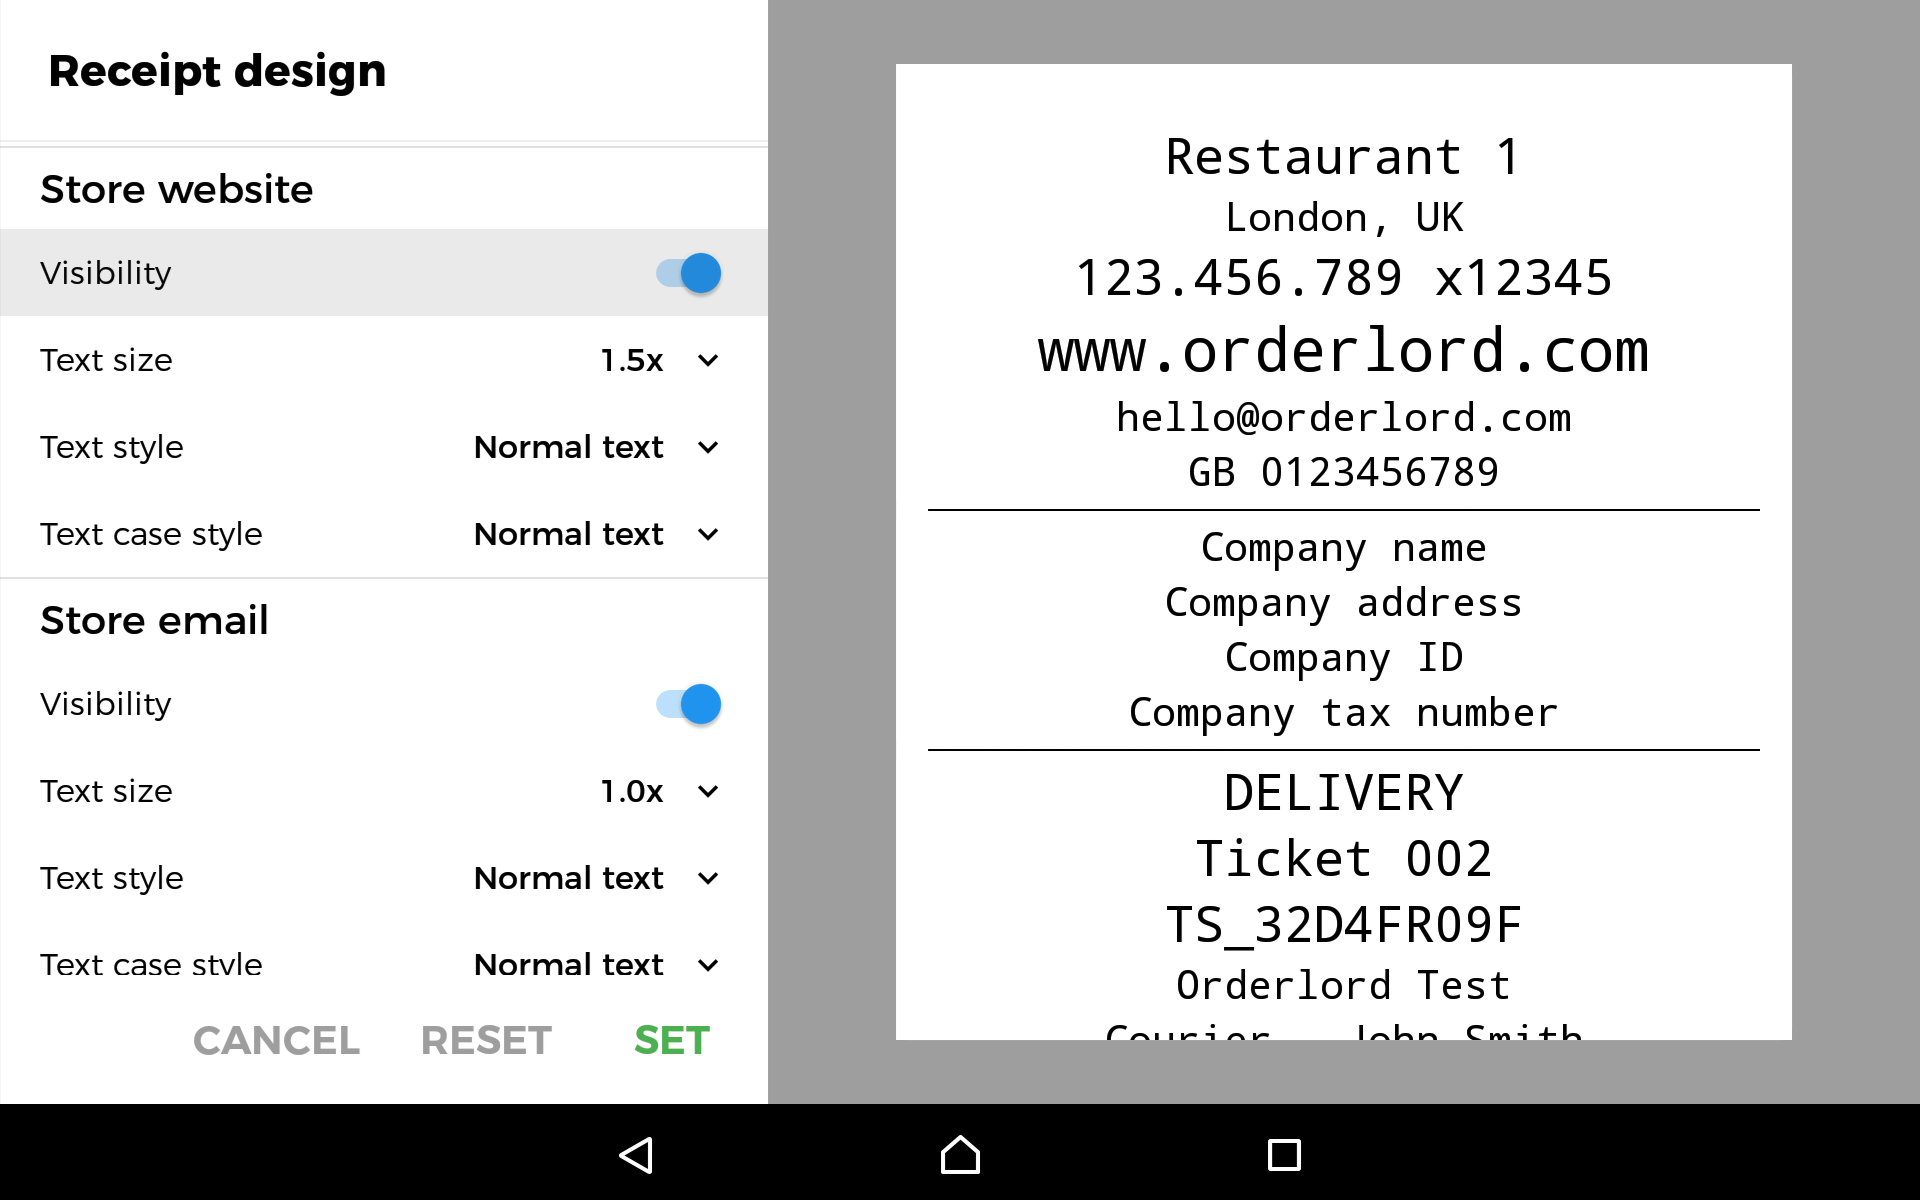 Receipt design
Store website
Visibility
Text size 1.5x
Text style Normal text
Text case style Normal text
Store email
Visibility
Text size 1.0x
Text style Normal text
Text case style Normal text
CANCEL RESET SET
Restaurant 1
London, UK
123.456.789 x12345
www.orderlord.com
hello@orderlord.com
GB 0123456789
Company name
Company address
Company ID
Company tax number
DELIVERY
Ticket 002
TS_32D4FR09F
Orderlord Test
Courier John Smith